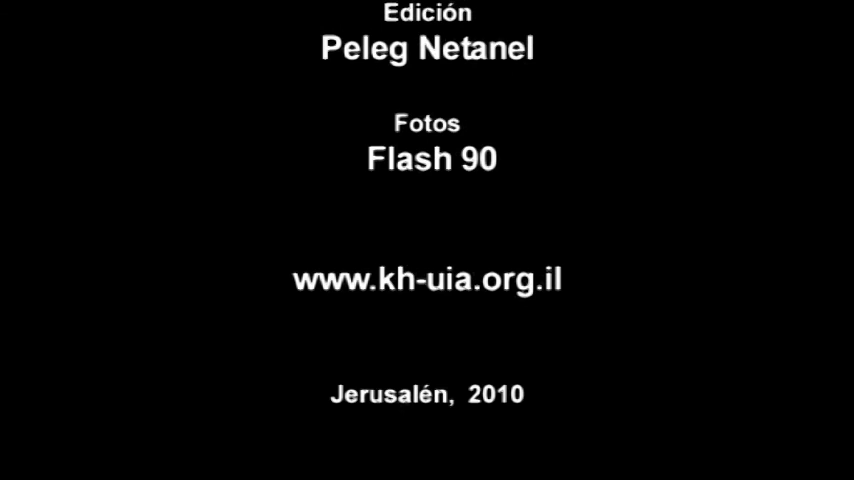 Edición
Peleg Netanel
Fotos
Flash 90
www.kh-uia.org.il
Jerusalén, 2010